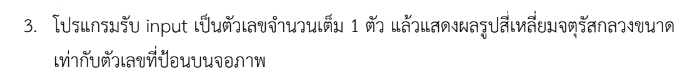 3. โปรแกรมรับ input เป็นตัวเลขจำนวนเต็ม 1 ตัว แล้วแสดงผลรูปสี่เหลี่ยมจตุรัสกลวงขนาด
เท่ากับตัวเลขที่ป้อนบนจอภาพ